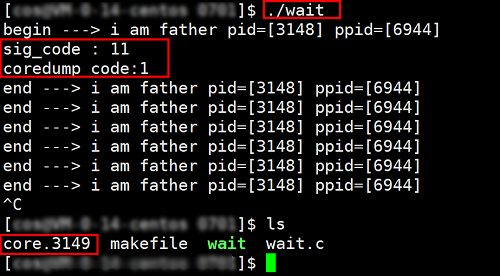 [ ]$ ./wait
begin ---> i am father pid=[3148] ppid=[6944]
sig_code : 11
coredump code:1
end ---> i am father pid=[3148] ppid=[6944]
end ---> i am father pid=[3148] ppid=[6944]
end ---> i am father pid=[3148] ppid=[6944]
end ---> i am father pid=[3148] ppid=[6944]
end ---> i am father pid=[3148] ppid=[6944]
end ---> i am father pid=[3148] ppid=[6944]
^C
[ ]$ ls
core.3149 makefile wait wait.c
[ ]$